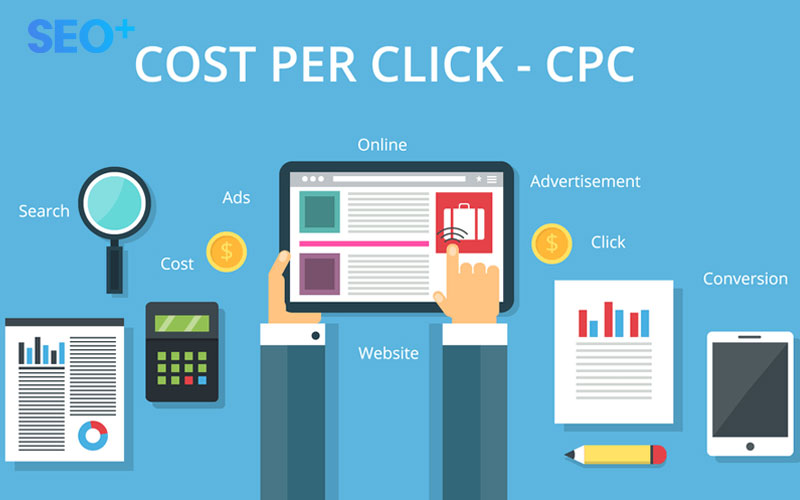 SEO+
COST PER CLICK - CPC
Online
Advertisement
Ads
Search
Click
Cost
Conversion
Website